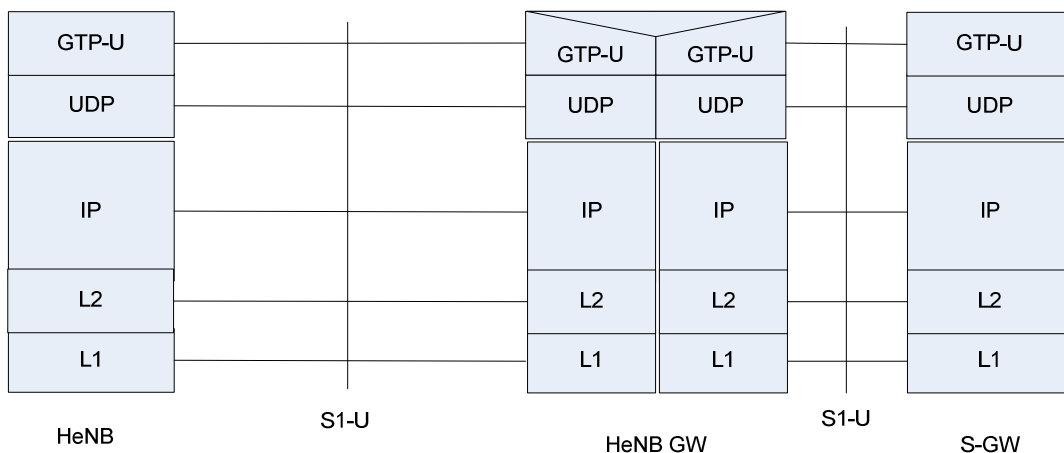 GTP-U GTP-U GTP-U GTP-U
UDP UDP UDP UDP
IP IP IP IP
L2 L2 L2 L2
L1 L1 L1 L1
S1-U S1-U
HeNB HeNB GW S-GW